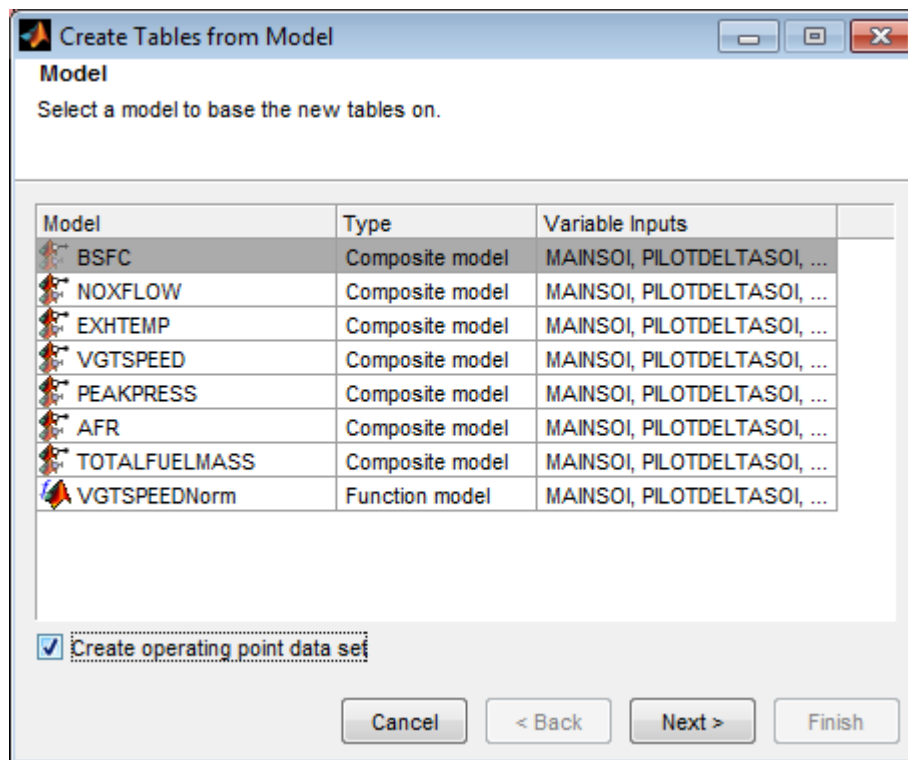 Create Tables from Model
Model
Select a model to base the new tables on.
Model Type Variable Inputs
BSFC Composite model MAINSOI, PILOTDELTASOI, ...
NOXFLOW Composite model MAINSOI, PILOTDELTASOI, ...
EXHTEMP Composite model MAINSOI, PILOTDELTASOI, ...
VGTSPEED Composite model MAINSOI, PILOTDELTASOI, ...
PEAKPRESS Composite model MAINSOI, PILOTDELTASOI, ...
AFR Composite model MAINSOI, PILOTDELTASOI, ...
TOTALFUELMASS Composite model MAINSOI, PILOTDELTASOI, ...
VGTSPEEDNorm Function model MAINSOI, PILOTDELTASOI, ...
Create operating point data set
Cancel < Back Next > Finish